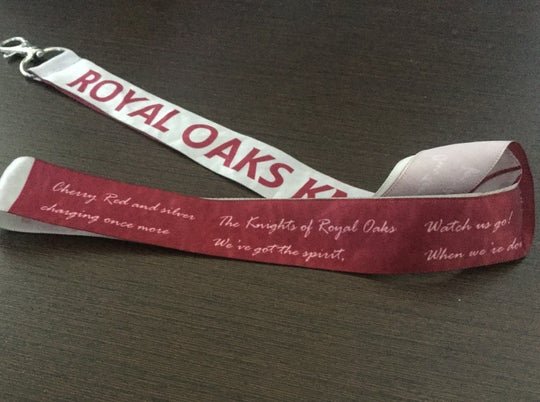 ROYAL OAKS
Cherry Red and silver
charging once more
The Knights of Royal Oaks
We've got the spirit,
Watch us go!
When we're